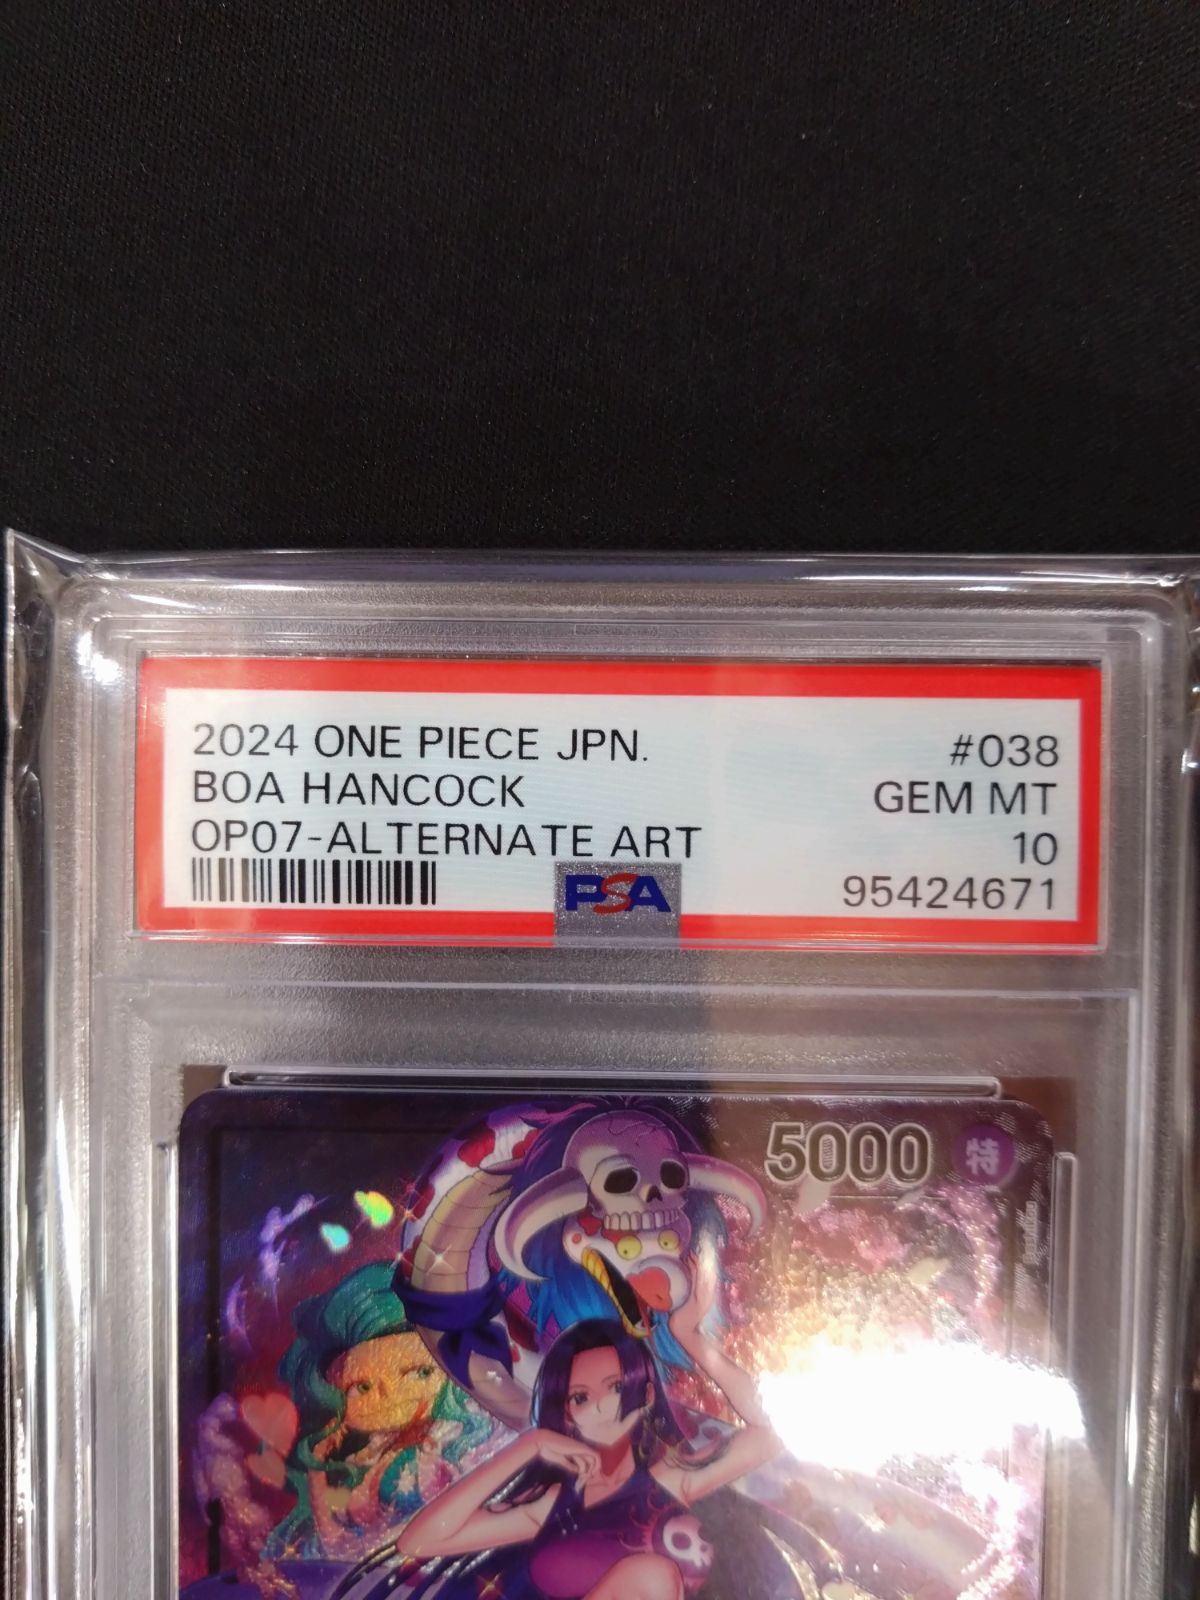 2024 ONE PIECE JPN. #038
BOA HANCOCK GEM MT
OP07-ALTERNATE ART 10
PSA 95424671
5000 特